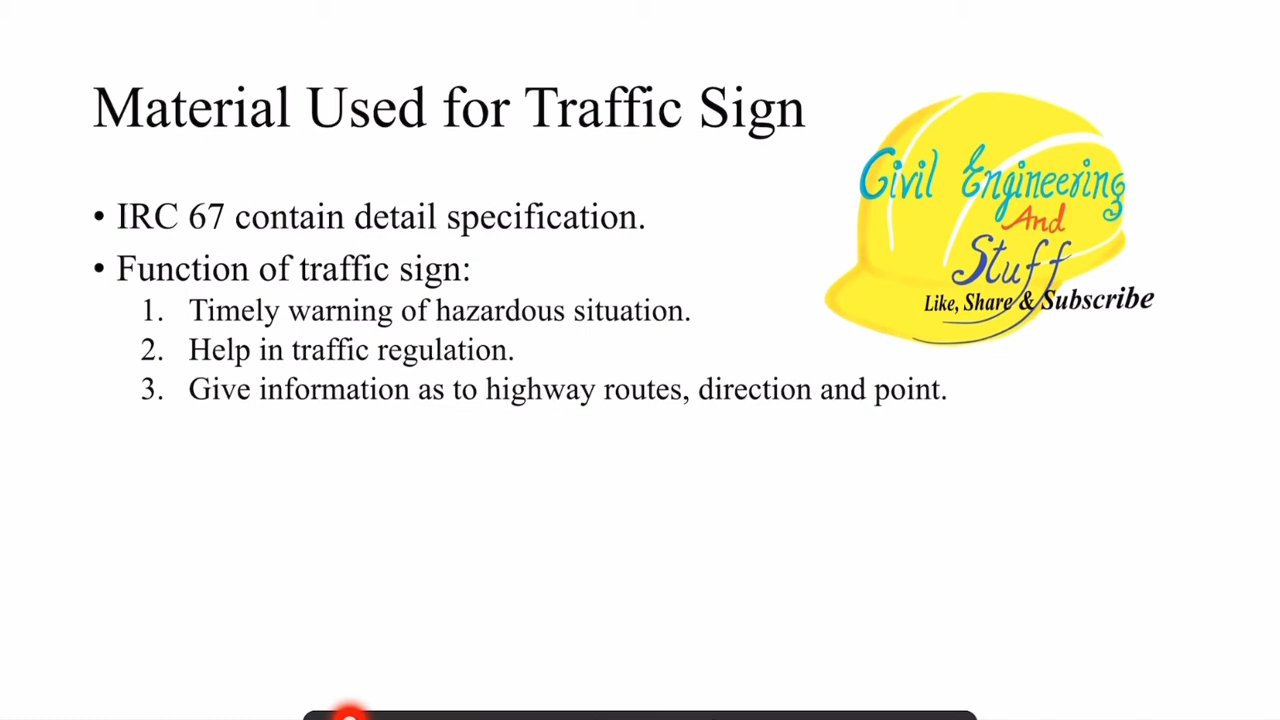 Material Used for Traffic Sign
• IRC 67 contain detail specification.
• Function of traffic sign:
1. Timely warning of hazardous situation.
2. Help in traffic regulation.
3. Give information as to highway routes, direction and point.
Civil Engineering
And
Stuff
Like, Share & Subscribe